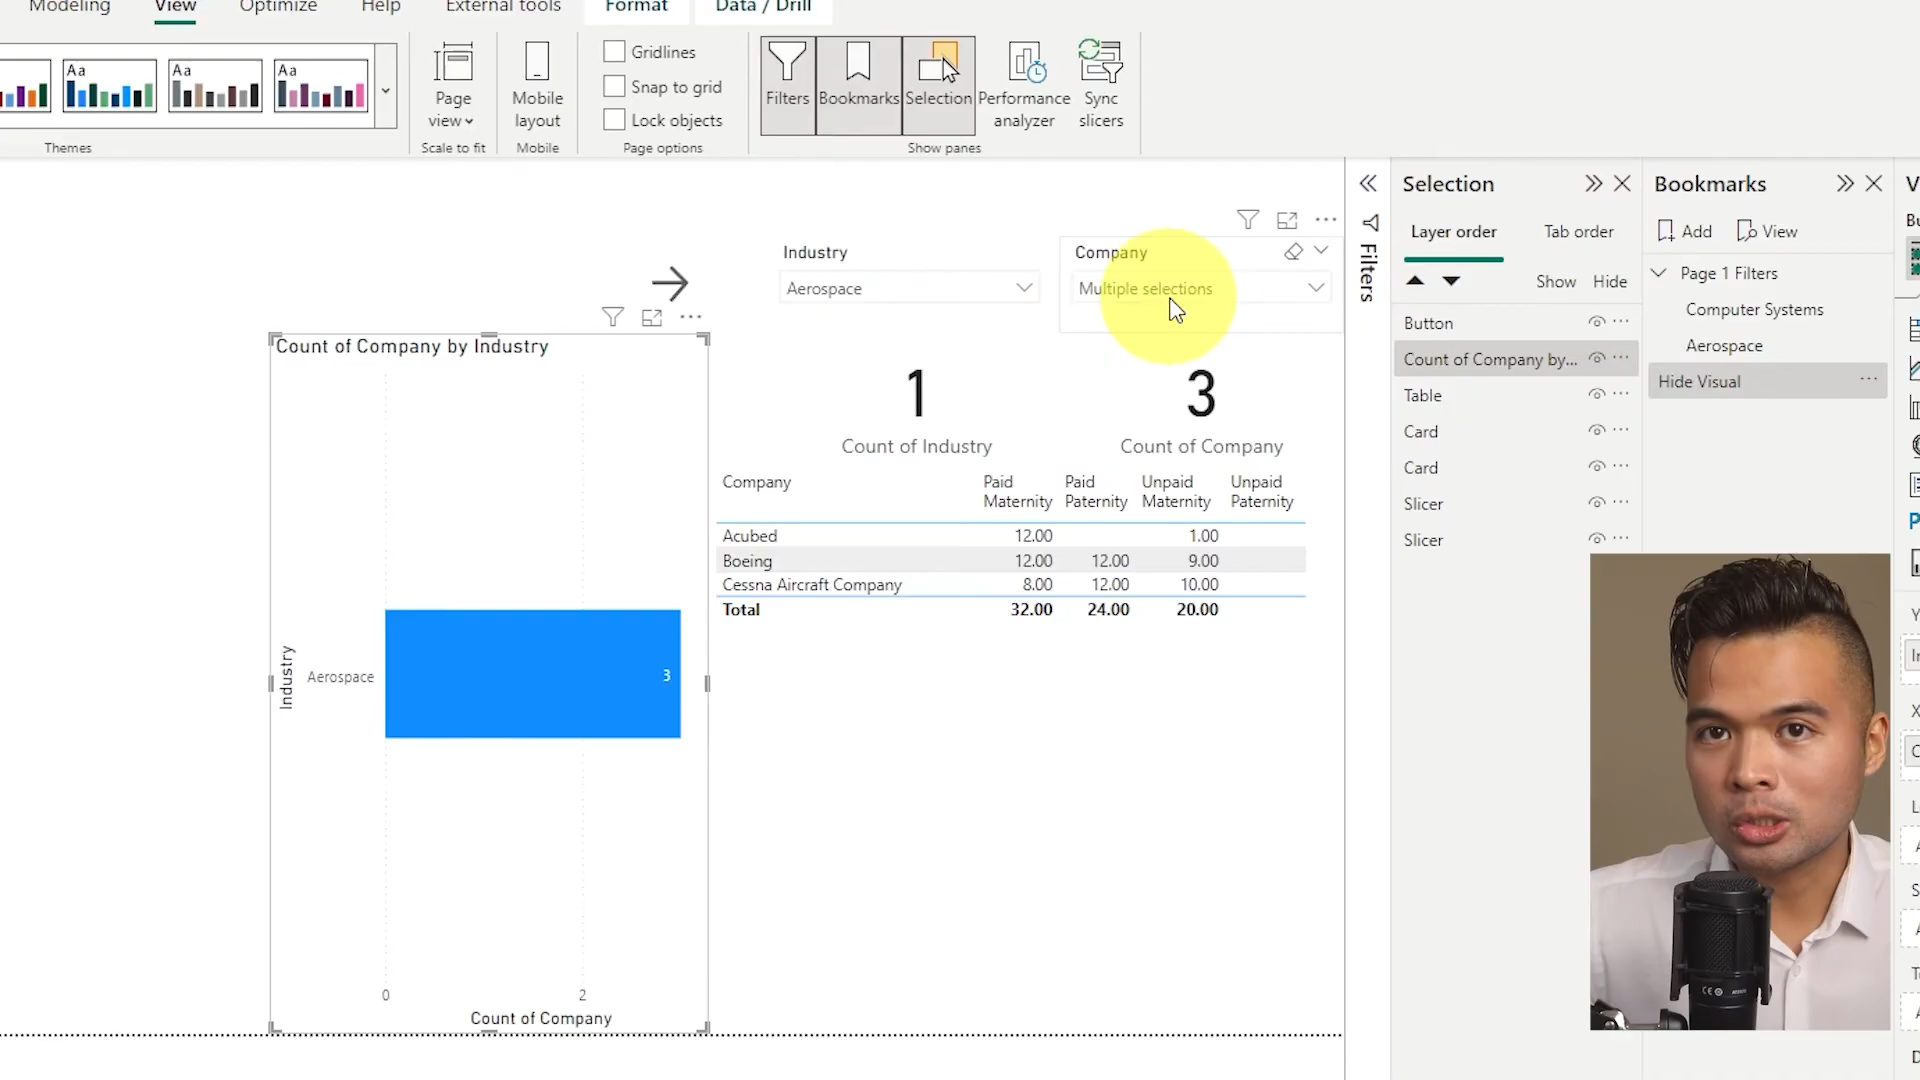 Modeling View Optimize Help External tools Format Data / Drill
Aa Aa Aa
Themes
Page view
Scale to fit
Mobile layout
Mobile
Gridlines
Snap to grid
Lock objects
Page options
Filters Bookmarks Selection Performance analyzer Sync slicers
Show panes
Industry
Aerospace
Company
Multiple selections
Count of Company by Industry
Industry
Aerospace
3
0 2
Count of Company
1
Count of Industry
3
Count of Company
Company Paid Maternity Paid Paternity Unpaid Maternity Unpaid Paternity
Acubed 12.00 1.00
Boeing 12.00 12.00 9.00
Cessna Aircraft Company 8.00 12.00 10.00
Total 32.00 24.00 20.00
Filters
Selection
Layer order Tab order
Show Hide
Button
Count of Company by...
Table
Card
Card
Slicer
Slicer
Bookmarks
Add View
Page 1 Filters
Computer Systems
Aerospace
Hide Visual